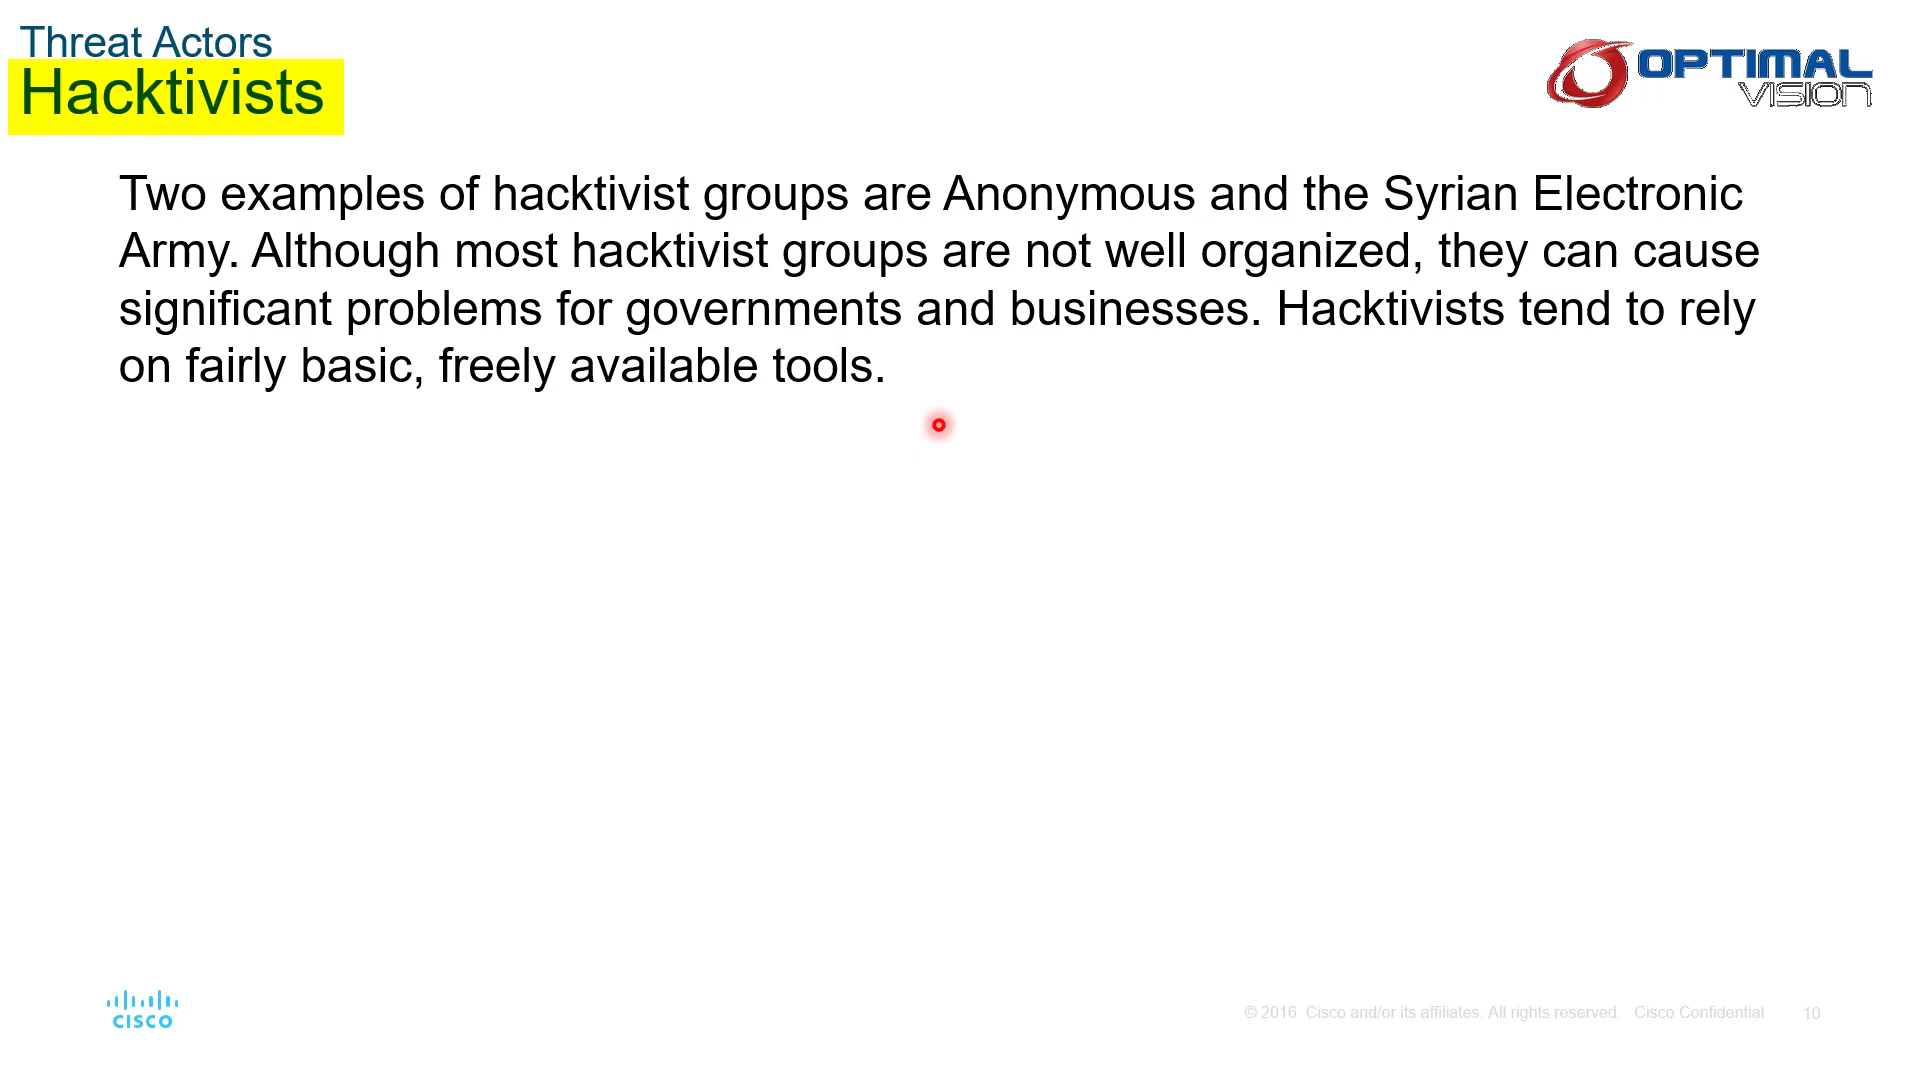 Threat Actors
Hacktivists
OPTIMAL
VISION
Two examples of hacktivist groups are Anonymous and the Syrian Electronic
Army. Although most hacktivist groups are not well organized, they can cause
significant problems for governments and businesses. Hacktivists tend to rely
on fairly basic, freely available tools.
CISCO
© 2016 Cisco and/or its affiliates. All rights reserved. Cisco Confidential 10